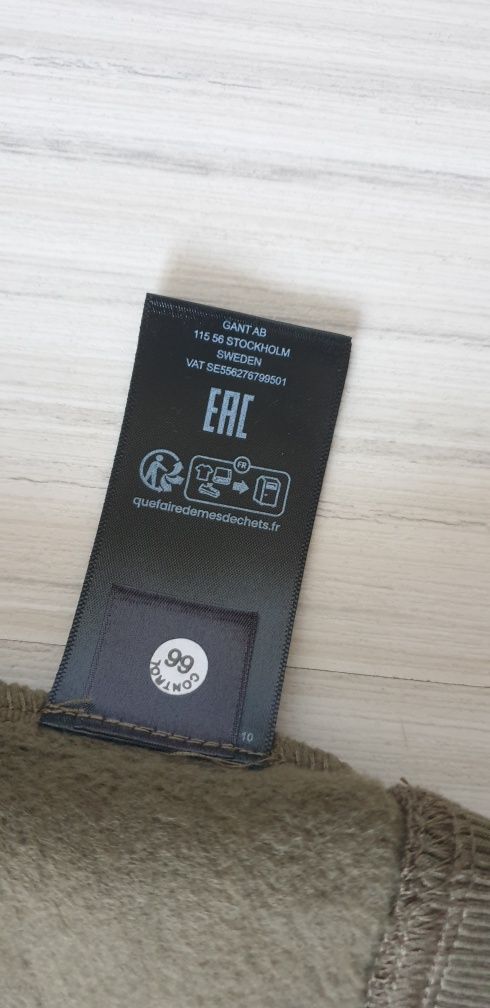 GANT AB
115 56 STOCKHOLM
SWEDEN
VAT SE556276799501
EAC
FR
quefairedemesdechets.fr
99
CONTROL
10